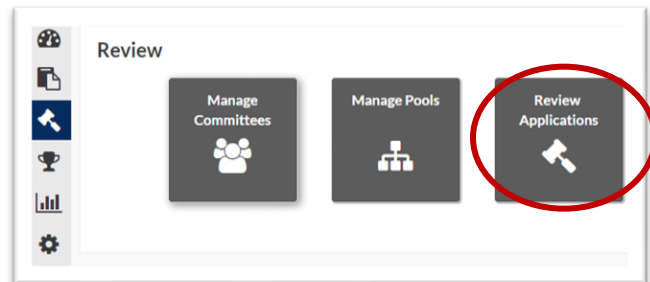 Review
Manage
Committees
Manage Pools
Review
Applications